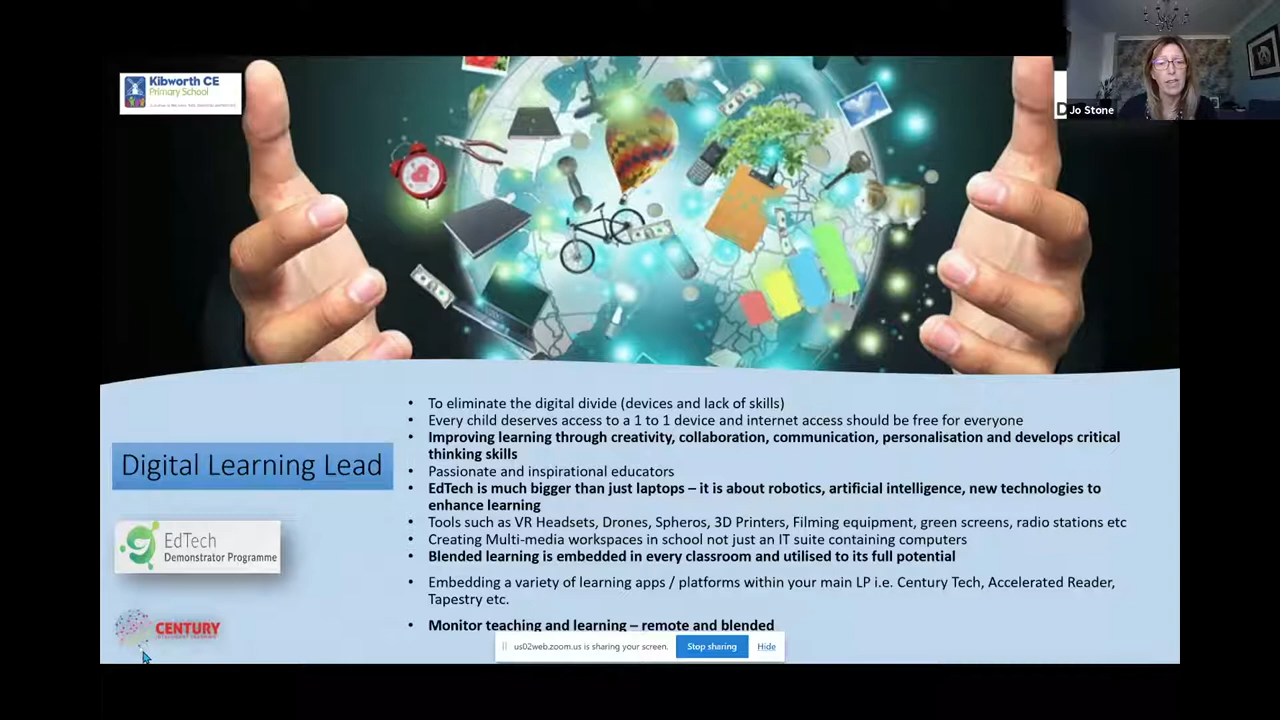 Kibworth CE
Primary School
Jo Stone
Digital Learning Lead
EdTech
Demonstrator Programme
CENTURY
• To eliminate the digital divide (devices and lack of skills)
• Every child deserves access to a 1 to 1 device and internet access should be free for everyone
• Improving learning through creativity, collaboration, communication, personalisation and develops critical
thinking skills
• Passionate and inspirational educators
• EdTech is much bigger than just laptops – it is about robotics, artificial intelligence, new technologies to
enhance learning
• Tools such as VR Headsets, Drones, Spheros, 3D Printers, Filming equipment, green screens, radio stations etc
• Creating Multi-media workspaces in school not just an IT suite containing computers
• Blended learning is embedded in every classroom and utilised to its full potential
• Embedding a variety of learning apps / platforms within your main LP i.e. Century Tech, Accelerated Reader,
Tapestry etc.
• Monitor teaching and learning – remote and blended
us02web.zoom.us is sharing your screen. Stop sharing Hide